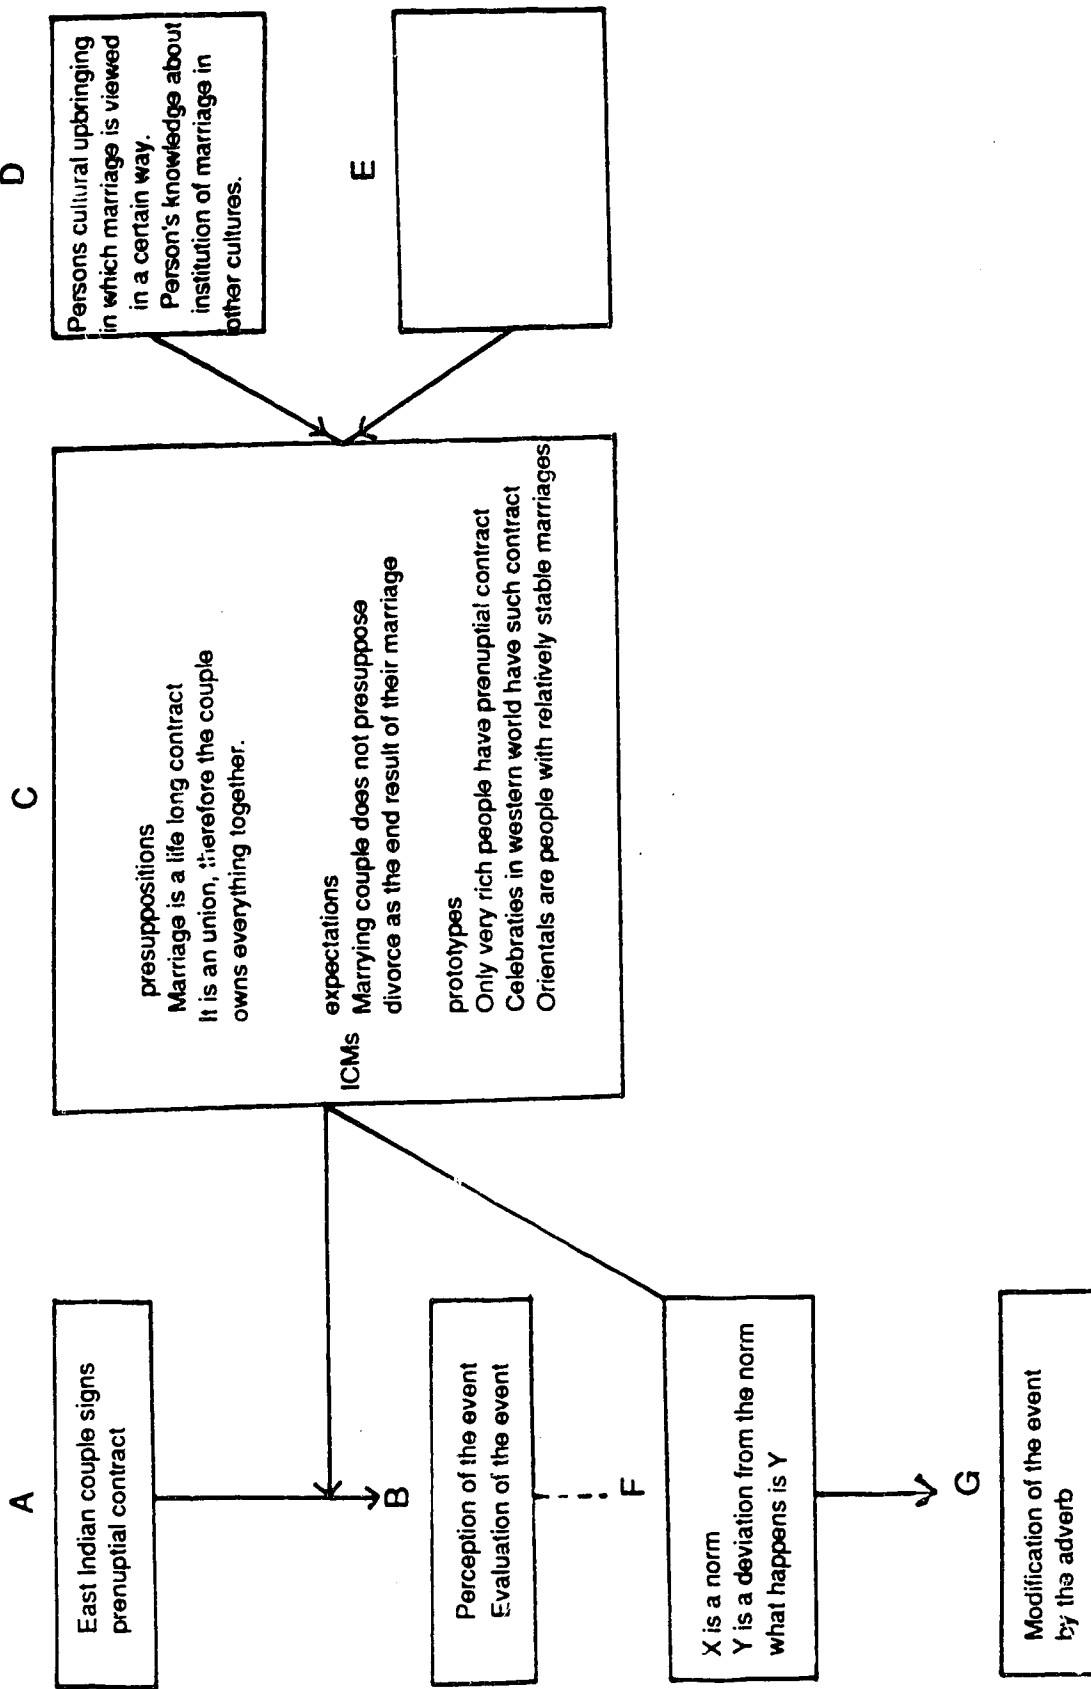 A
East Indian couple signs
prenuptial contract
B
Perception of the event
Evaluation of the event
F
X is a norm
Y is a deviation from the norm
what happens is Y
G
Modification of the event
by the adverb
C
presuppositions
Marriage is a life long contract
It is an union, therefore the couple
owns everything together.
ICMs
expectations
Marrying couple does not presuppose
divorce as the end result of their marriage
prototypes
Only very rich people have prenuptial contract
Celebraties in western world have such contract
Orientals are people with relatively stable marriages
D
Persons cultural upbringing
in which marriage is viewed
in a certain way.
Person's knowledge about
institution of marriage in
other cultures.
E